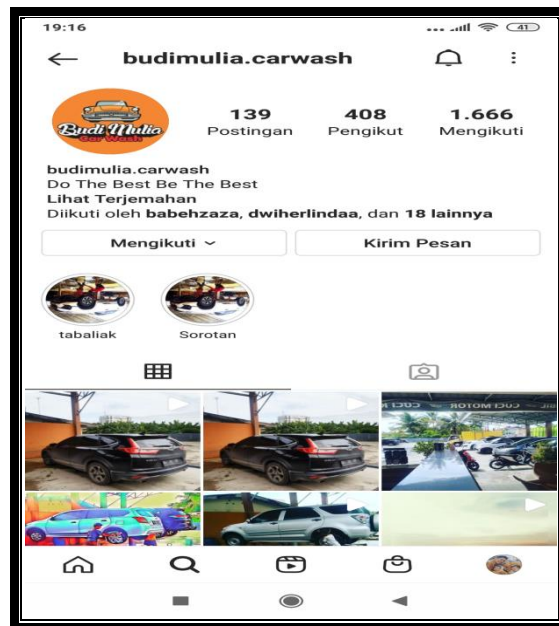 19:16
41
budimulia.carwash
Budi Mulia
Car Wash
139 408 1.666
Postingan Pengikut Mengikuti
budimulia.carwash
Do The Best Be The Best
Lihat Terjemahan
Diikuti oleh babehzaza, dwiherlindaa, dan 18 lainnya
Mengikuti Kirim Pesan
tabaliak Sorotan
CUCI MOTOR